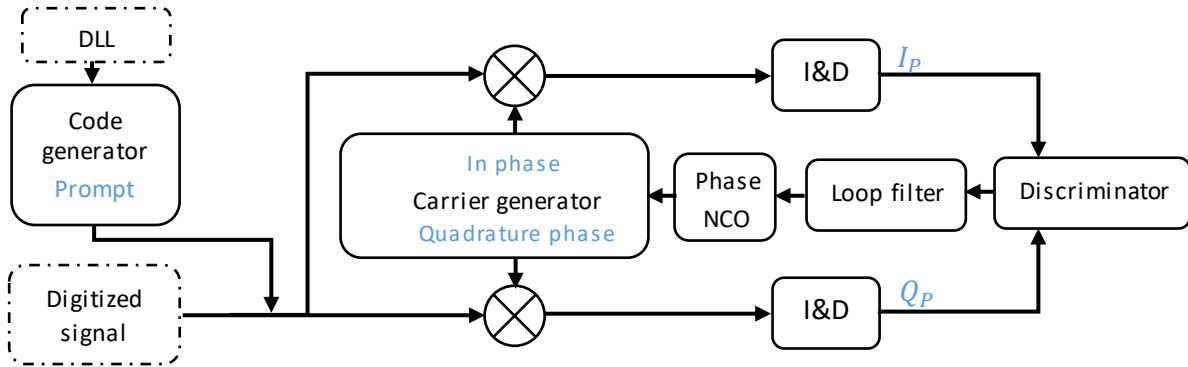 DLL
Code
generator
Prompt
Digitized
signal
In phase
Carrier generator
Quadrature phase
Phase
NCO
Loop filter
Discriminator
I&D
I_P
I&D
Q_P